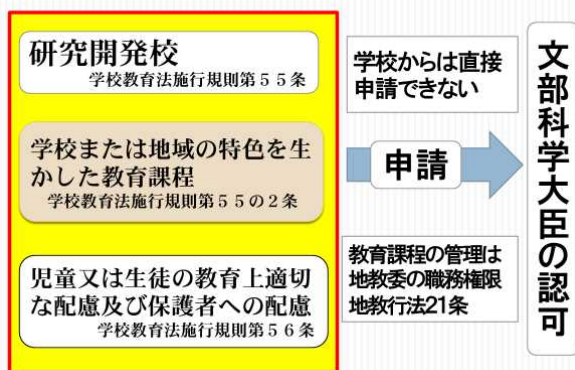 研究開発校
学校教育法施行規則第５５条
学校または地域の特色を生
かした教育課程
学校教育法施行規則第５５の２条
児童又は生徒の教育上適切
な配慮及び保護者への配慮
学校教育法施行規則第５６条
学校からは直接
申請できない
申請
教育課程の管理は
地教委の職務権限
地教行法21条
文部科学大臣の認可